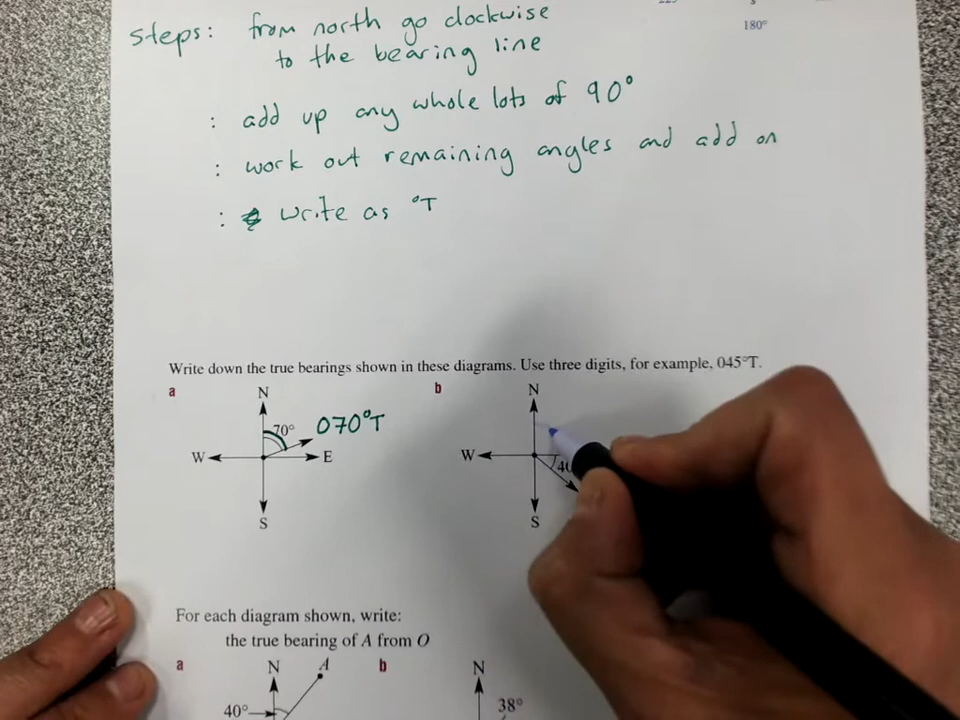 steps: from north go clockwise
to the bearing line
180°
: add up any whole lots of 90°
: work out remaining angles and add on
: write as °T
Write down the true bearings shown in these diagrams. Use three digits, for example, 045°T.
a
b
N
70°
070°T
W
E
S
N
W
40
S
For each diagram shown, write:
the true bearing of A from O
a
N
A
40°
b
N
38°